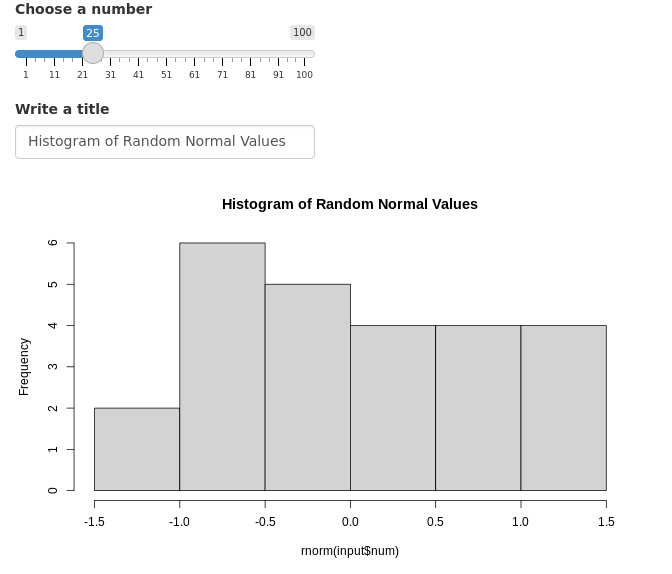 Choose a number
1 25 100
1 11 21 31 41 51 61 71 81 91 100
Write a title
Histogram of Random Normal Values
Histogram of Random Normal Values
6
5
4
3
2
1
0
Frequency
-1.5 -1.0 -0.5 0.0 0.5 1.0 1.5
rnorm(input$num)